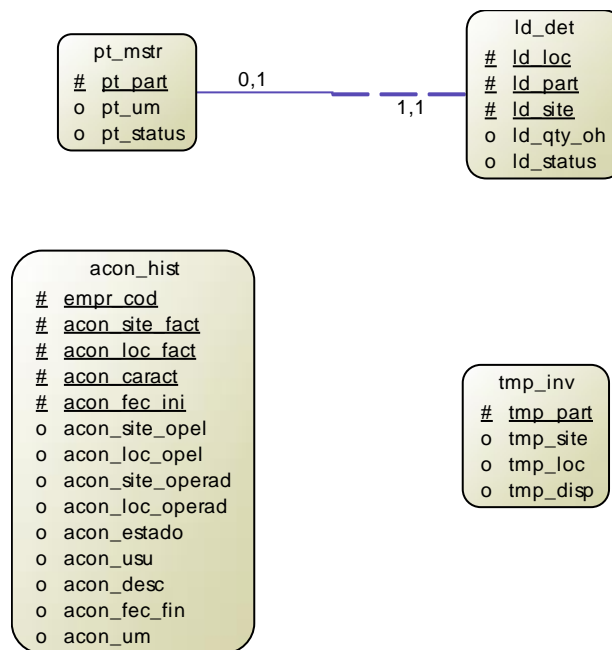 pt_mstr
# pt_part
o pt_um
o pt_status
0,1
1,1
ld_det
# ld_loc
# ld_part
# ld_site
o ld_qty_oh
o ld_status
acon_hist
# empr_cod
# acon_site_fact
# acon_loc_fact
# acon_caract
# acon_fec_ini
o acon_site_opel
o acon_loc_opel
o acon_site_operad
o acon_loc_operad
o acon_estado
o acon_usu
o acon_desc
o acon_fec_fin
o acon_um
tmp_inv
# tmp_part
o tmp_site
o tmp_loc
o tmp_disp